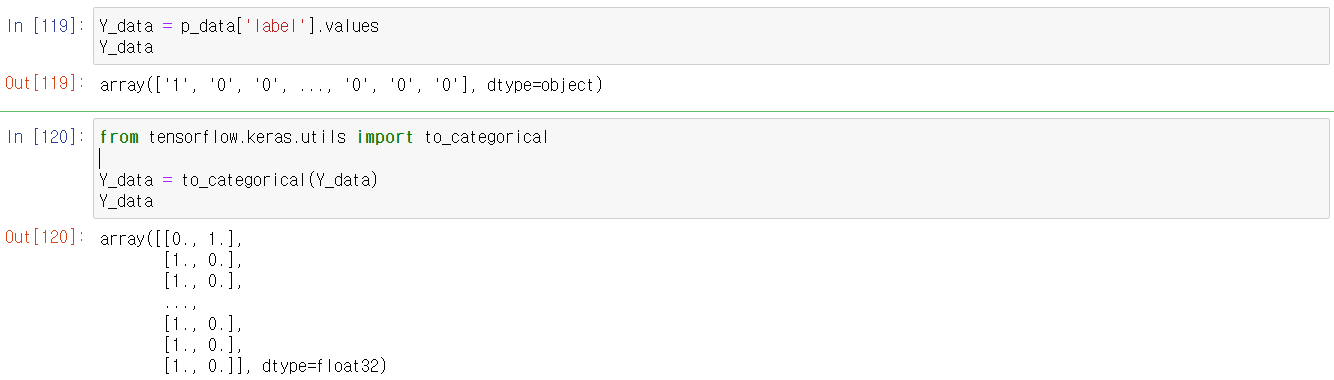 In [119]: Y_data = p_data['label'].values
Y_data
Out[119]: array(['1', '0', '0', ..., '0', '0', '0'], dtype=object)
In [120]: from tensorflow.keras.utils import to_categorical
Y_data = to_categorical(Y_data)
Y_data
Out[120]: array([[0., 1.],
[1., 0.],
[1., 0.],
...,
[1., 0.],
[1., 0.],
[1., 0.]], dtype=float32)